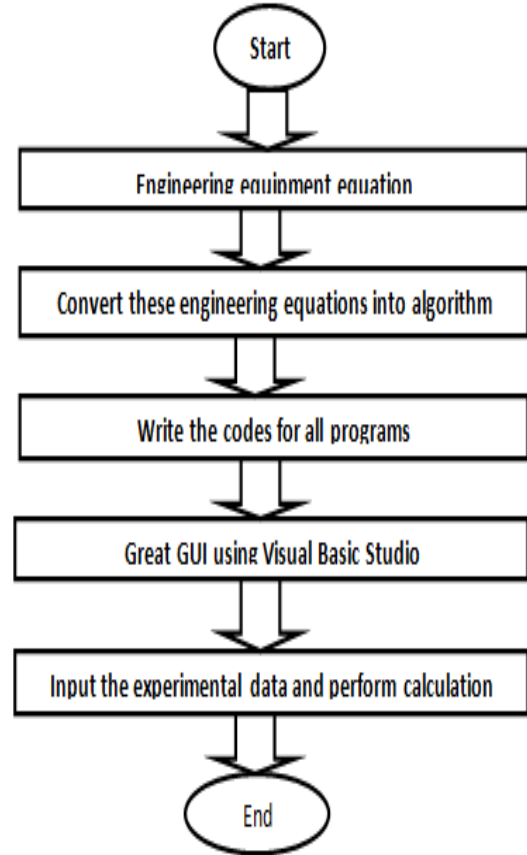 Start
Engineering equipment equation
Convert these engineering equations into algorithm
Write the codes for all programs
Great GUI using Visual Basic Studio
Input the experimental data and perform calculation
End